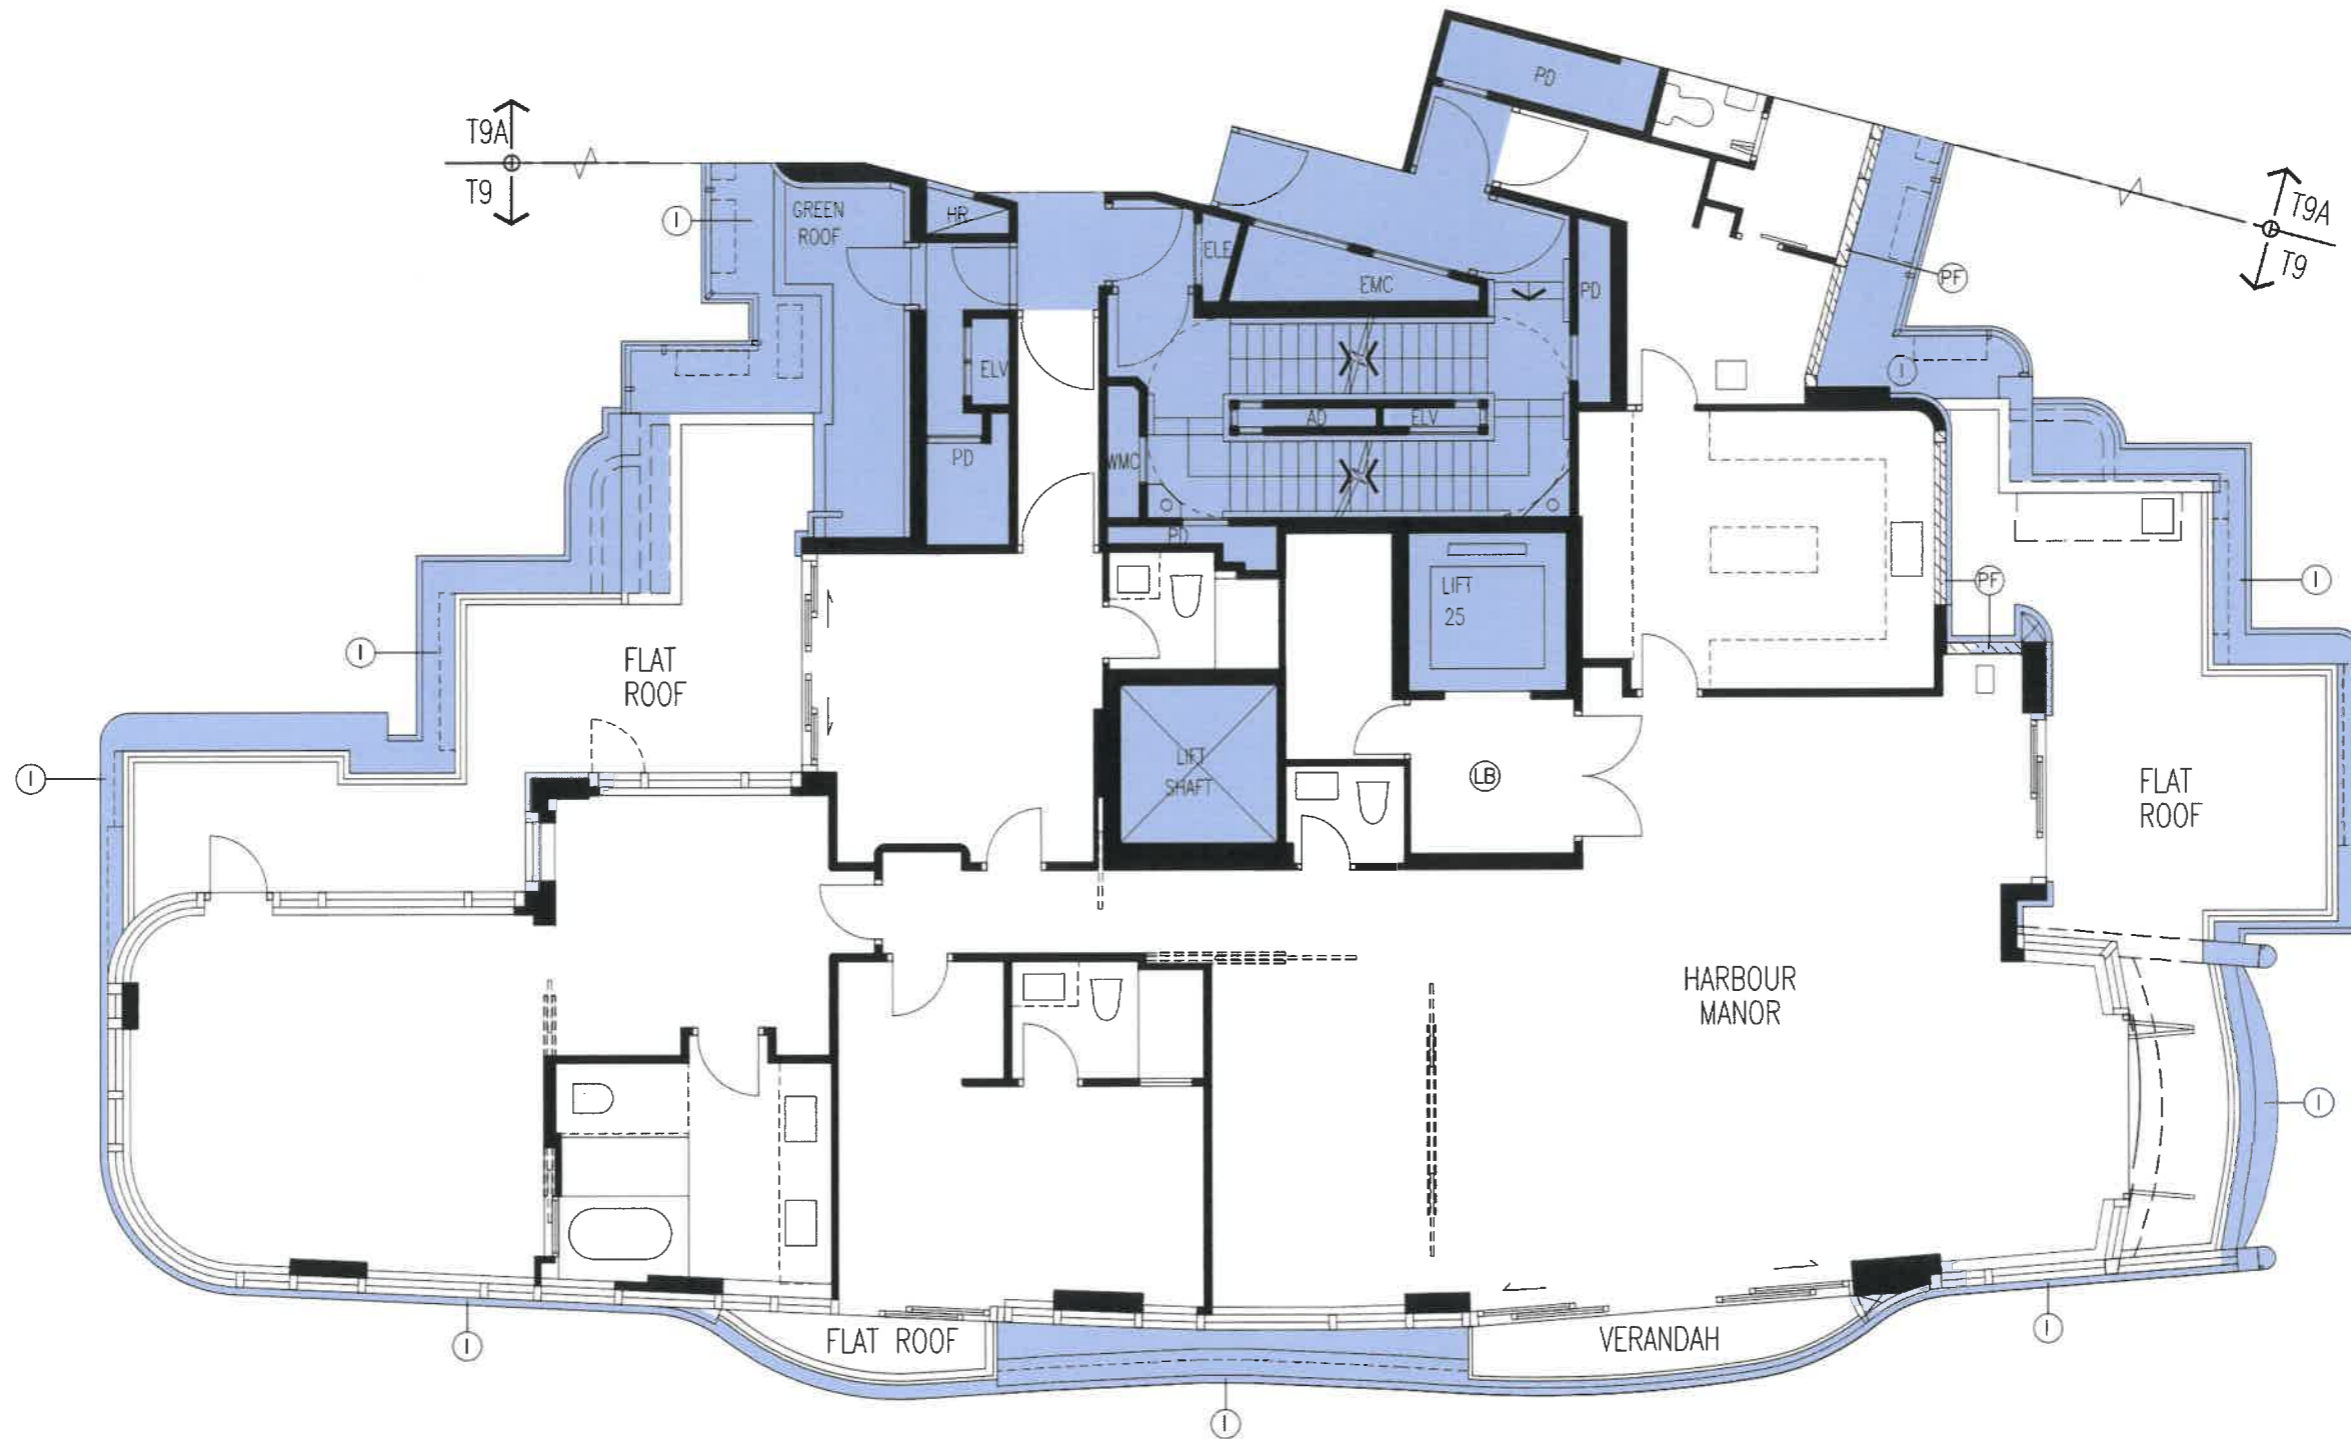 PD
T9A
T9
I
GREEN
ROOF
HR
ELE
EMC
PD
PF
T9A
T9
ELV
PD
AD
ELV
WMC
PD
I
PF
I
LIFT
25
I
FLAT
ROOF
LIFT
SHAFT
LB
I
FLAT
ROOF
HARBOUR
MANOR
I
FLAT ROOF
VERANDAH
I
I
I